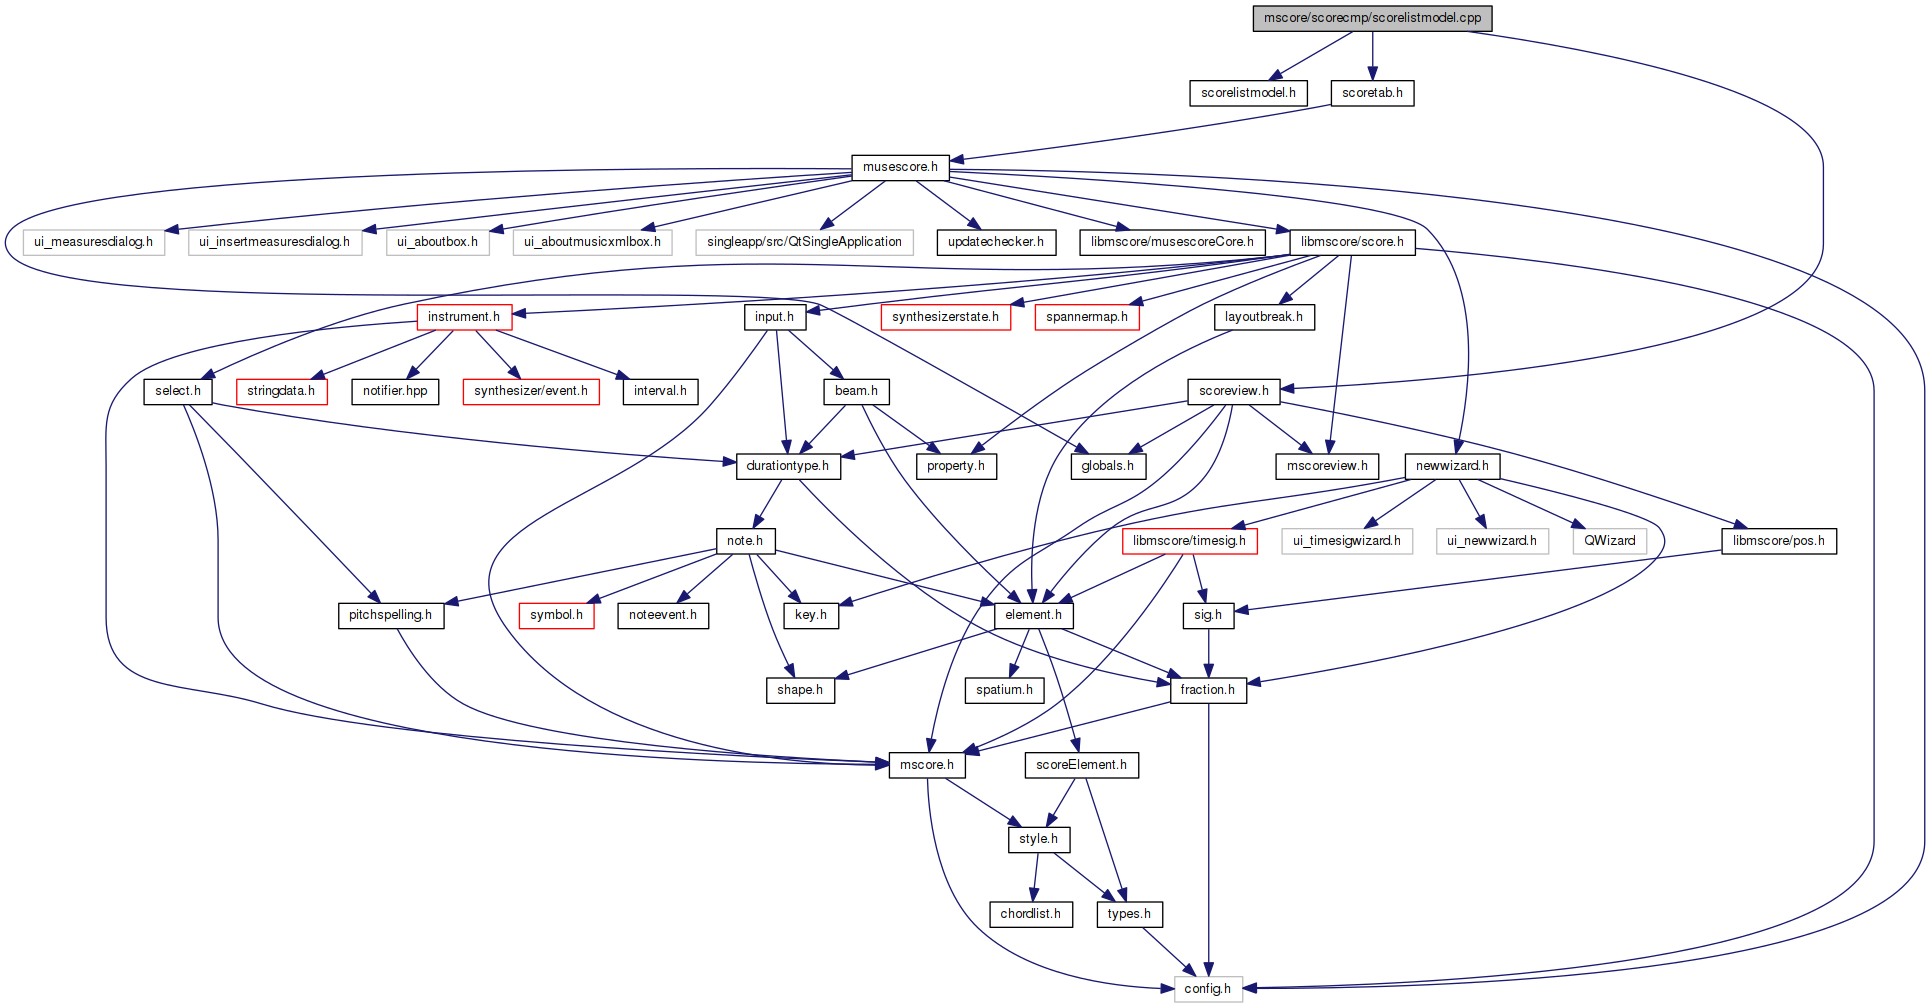 mscore/scorecmp/scorelistmodel.cpp
scorelistmodel.h
scoretab.h
musescore.h
ui_measuresdialog.h
ui_insertmeasuresdialog.h
ui_aboutbox.h
ui_aboutmusicxmlbox.h
singleapp/src/QtSingleApplication
updatechecker.h
libmscore/musescoreCore.h
libmscore/score.h
instrument.h
input.h
synthesizerstate.h
spannermap.h
layoutbreak.h
select.h
stringdata.h
notifier.hpp
synthesizer/event.h
interval.h
beam.h
scoreview.h
durationtype.h
property.h
globals.h
mscoreview.h
newwizard.h
note.h
libmscore/timesig.h
ui_timesigwizard.h
ui_newwizard.h
QWizard
libmscore/pos.h
pitchspelling.h
symbol.h
noteevent.h
key.h
element.h
sig.h
shape.h
spatium.h
fraction.h
mscore.h
scoreElement.h
style.h
chordlist.h
types.h
config.h